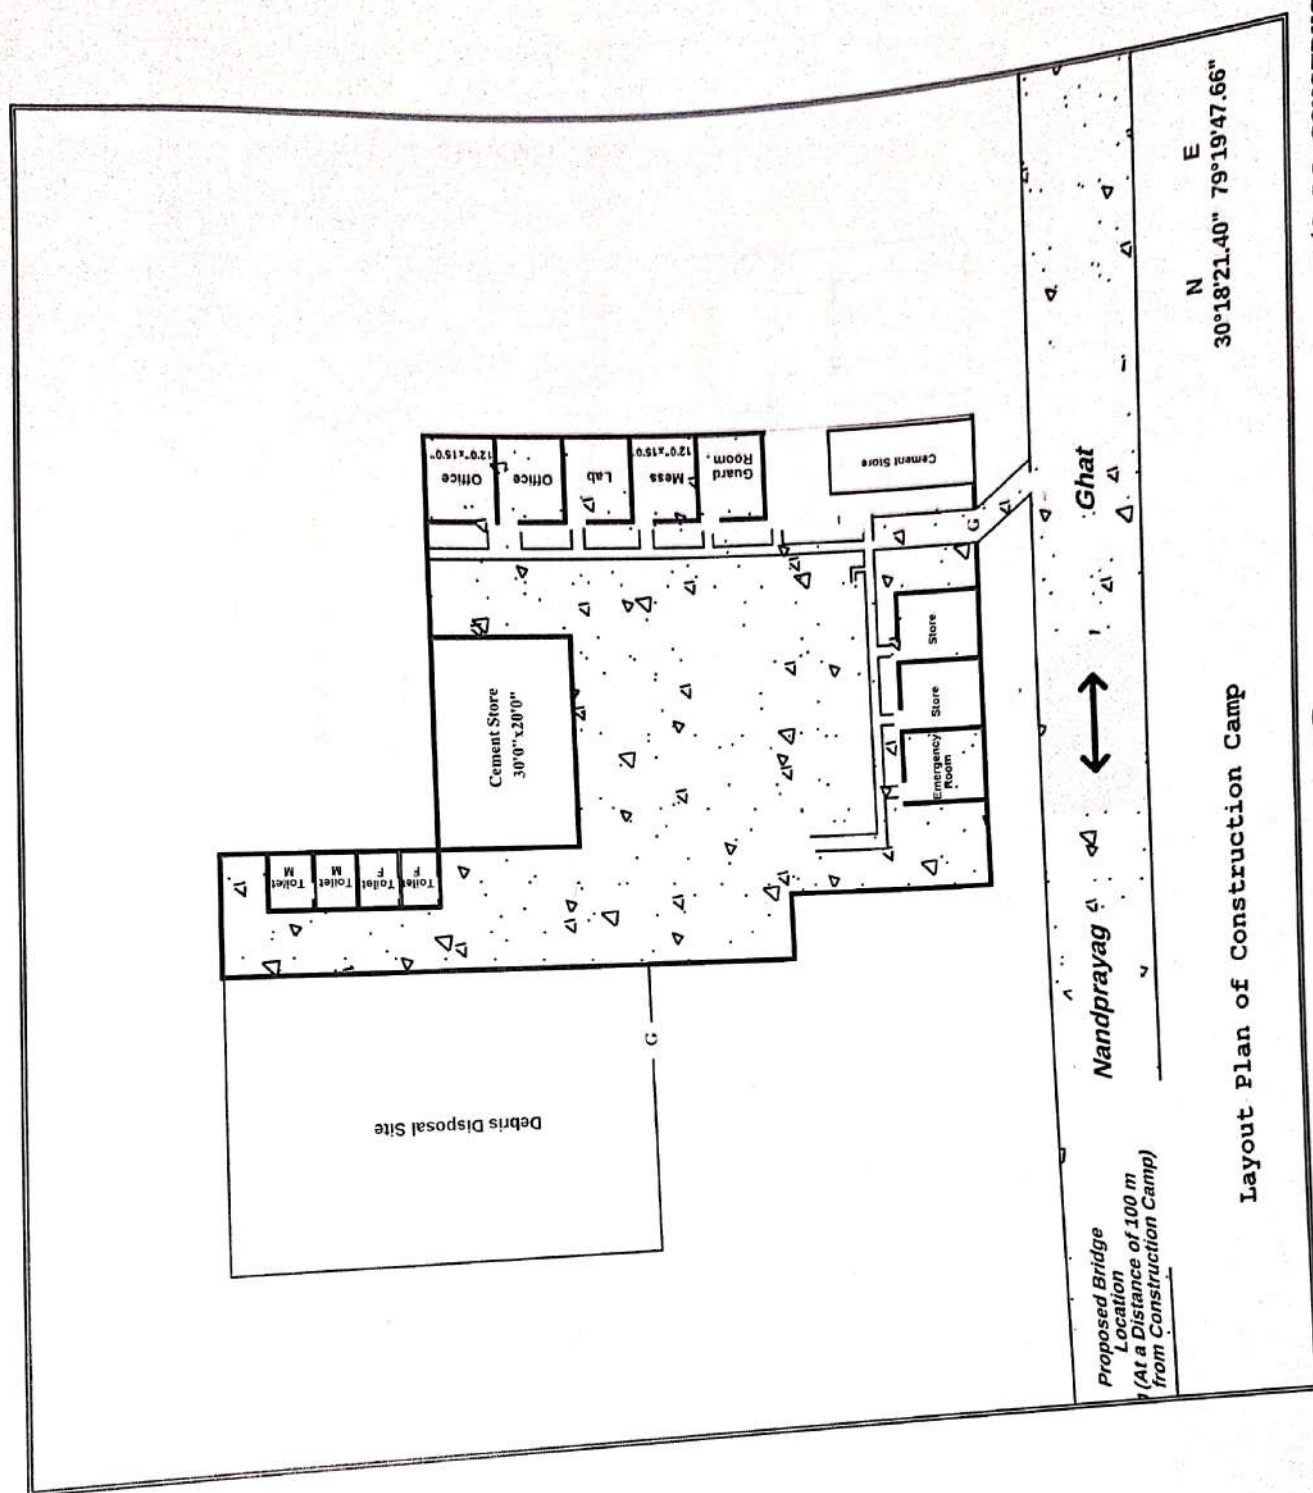 Toilet
M
Toilet
M
Toilet
F
Toilet
F
Cement Store
30'0"x20'0"
Office
12'0"x15'0"
Office
Lab
Mess
12'0"x15'0"
Guard
Room
Cement Store
G
Debris Disposal Site
G
Emergency
Room
Store
Store
Proposed Bridge
Location
(At a Distance of 100 m
from Construction Camp)
Nandprayag
Ghat
N E
30°18'21.40" 79°19'47.66"
Layout Plan of Construction Camp